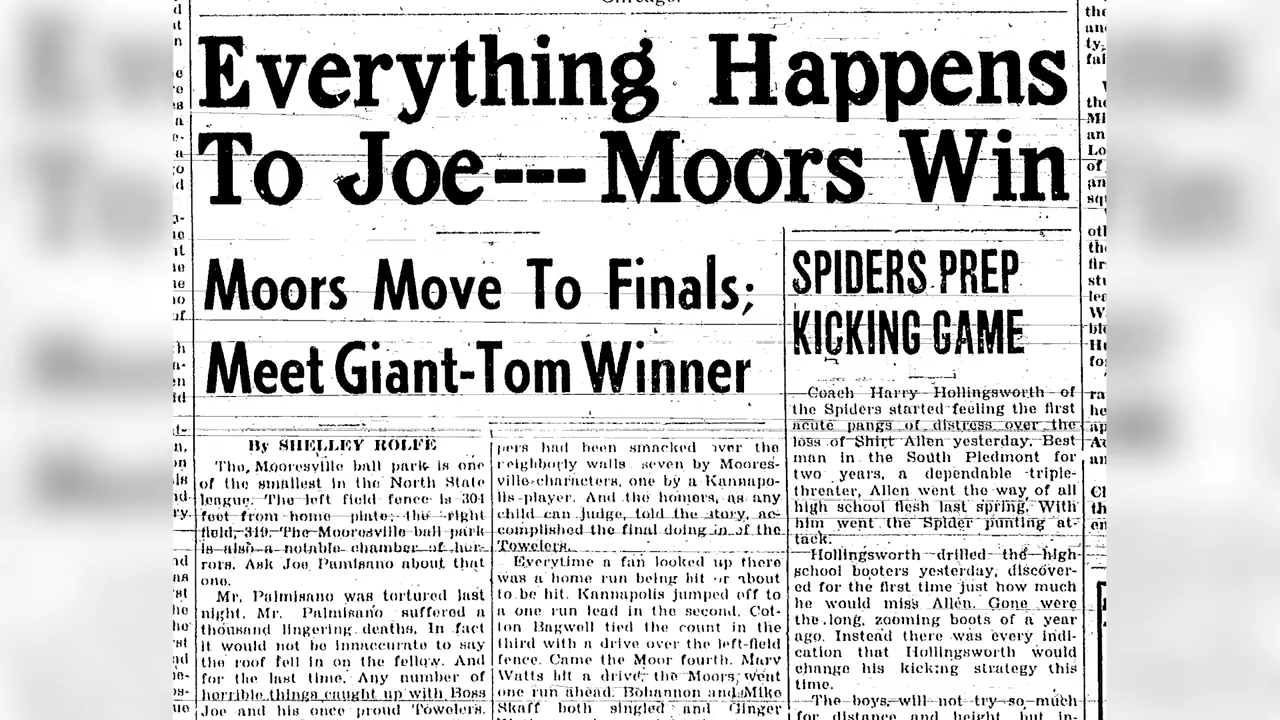 Chicago.
Everything Happens
To Joe---Moors Win
Moors Move To Finals;
Meet Giant-Tom Winner
By SHELLEY ROLFE
The Mooresville ball park is one
of the smallest in the North State
league. The left field fence is 304
feet from home plate; the right
field, 319. The Mooresville ball park
is also a notable chamber of hor-
rors. Ask Joe Pamisano about that
one.
Mr. Palmisano was tortured last
night. Mr. Palmisano suffered a
thousand lingering deaths. In fact
it would not be innaccurate to say
the roof fell in on the fellow. And
for the last time. Any number of
horrible things caught up with Boss
Joe and his once proud Towelers.
pers had been smacked over the
neighborly walls seven by Moores-
ville characters, one by a Kannapo-
lis player. And the homers, as any
child can judge, told the story, ac-
complished the final doing in of the
Towelers.
Everytime a fan looked up there
was a home run being hit or about
to be hit. Kannapolis jumped off to
a one run lead in the second. Cot-
ton Bagwell tied the count in the
third with a drive over the left-field
fence. Came the Moor fourth. Marv
Watts hit a drive; the Moors went
one run ahead. Bohannon and Mike
Skaff both singled and Ginger
SPIDERS PREP
KICKING GAME
Coach Harry Hollingsworth of
the Spiders started feeling the first
acute pangs of distress over the
loss of Shirt Allen yesterday. Best
man in the South Piedmont for
two years, a dependable triple-
threater, Allen went the way of all
high school flesh last spring. With
him went the Spider punting at-
tack.
Hollingsworth drilled the high-
school booters yesterday, discover-
ed for the first time just how much
he would miss Allen. Gone were
the long, zooming boots of a year
ago. Instead there was every indi-
cation that Hollingsworth would
change his kicking strategy this
time.
The boys will not try so much
for distance and height, but in-